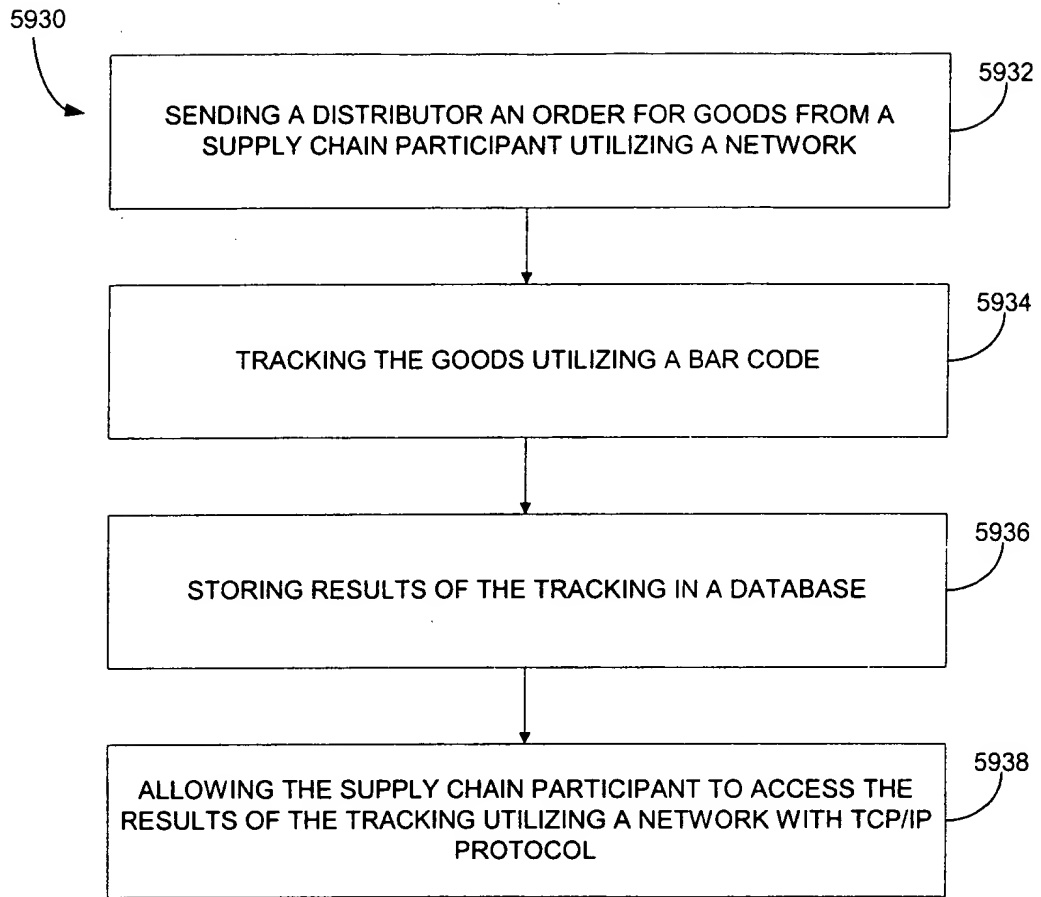 5930
5932
SENDING A DISTRIBUTOR AN ORDER FOR GOODS FROM A
SUPPLY CHAIN PARTICIPANT UTILIZING A NETWORK
5934
TRACKING THE GOODS UTILIZING A BAR CODE
5936
STORING RESULTS OF THE TRACKING IN A DATABASE
5938
ALLOWING THE SUPPLY CHAIN PARTICIPANT TO ACCESS THE
RESULTS OF THE TRACKING UTILIZING A NETWORK WITH TCP/IP
PROTOCOL